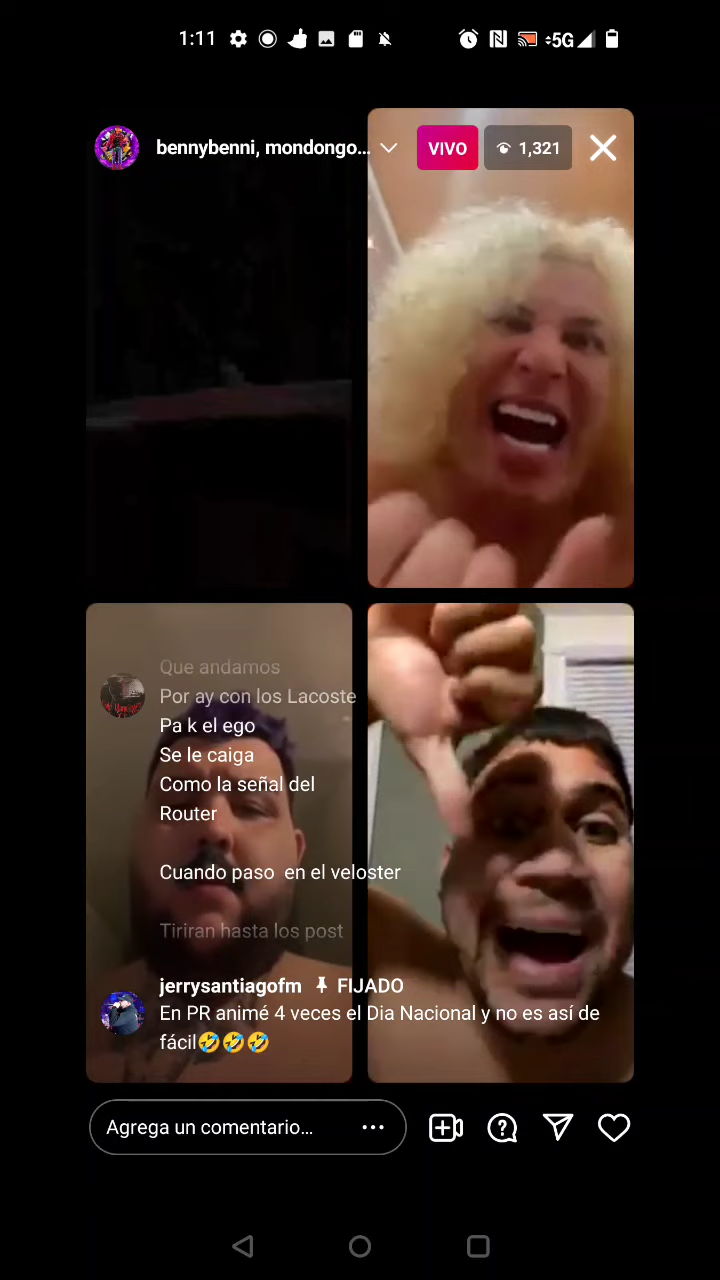 1:11
5G
bennybenni, mondongo...
VIVO
1,321
Que andamos
Por ay con los Lacoste
Pa k el ego
Se le caiga
Como la señal del
Router
Cuando paso en el veloster
Tiriran hasta los post
jerrysantiagofm FIJADO
En PR animé 4 veces el Dia Nacional y no es así de
fácil🤣🤣🤣
Agrega un comentario...